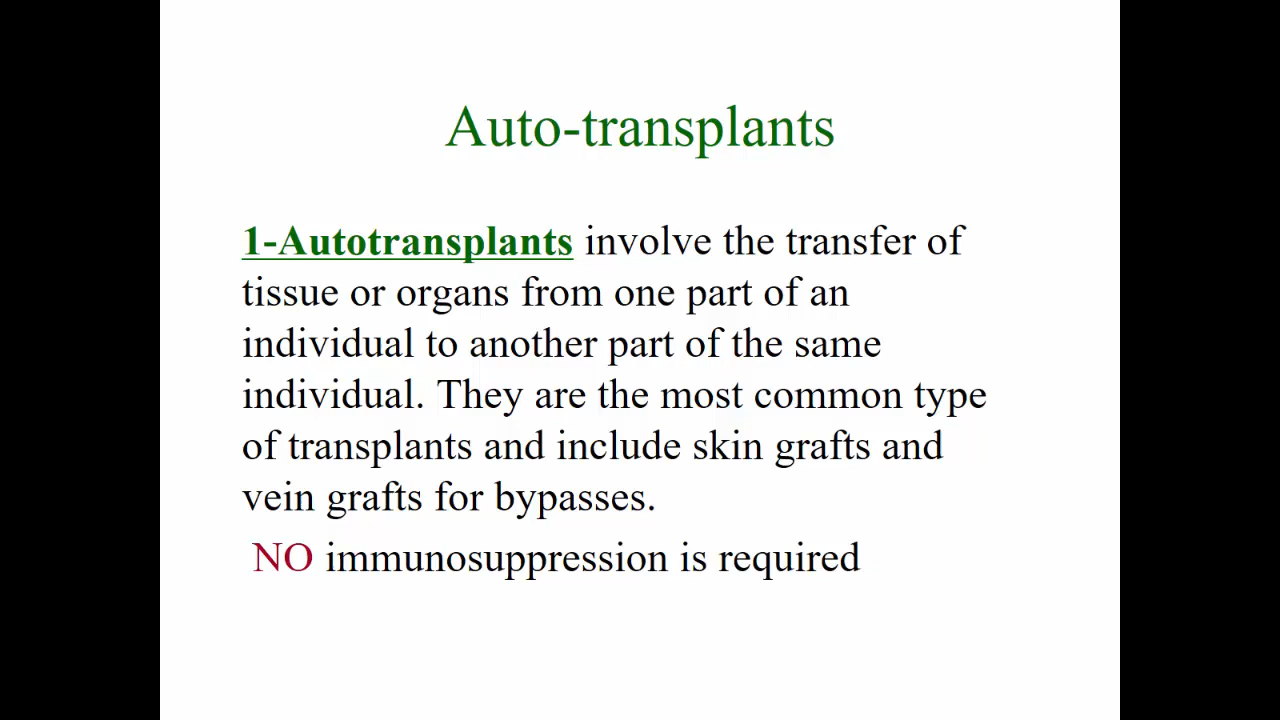 Auto-transplants
1-Autotransplants involve the transfer of
tissue or organs from one part of an
individual to another part of the same
individual. They are the most common type
of transplants and include skin grafts and
vein grafts for bypasses.
NO immunosuppression is required